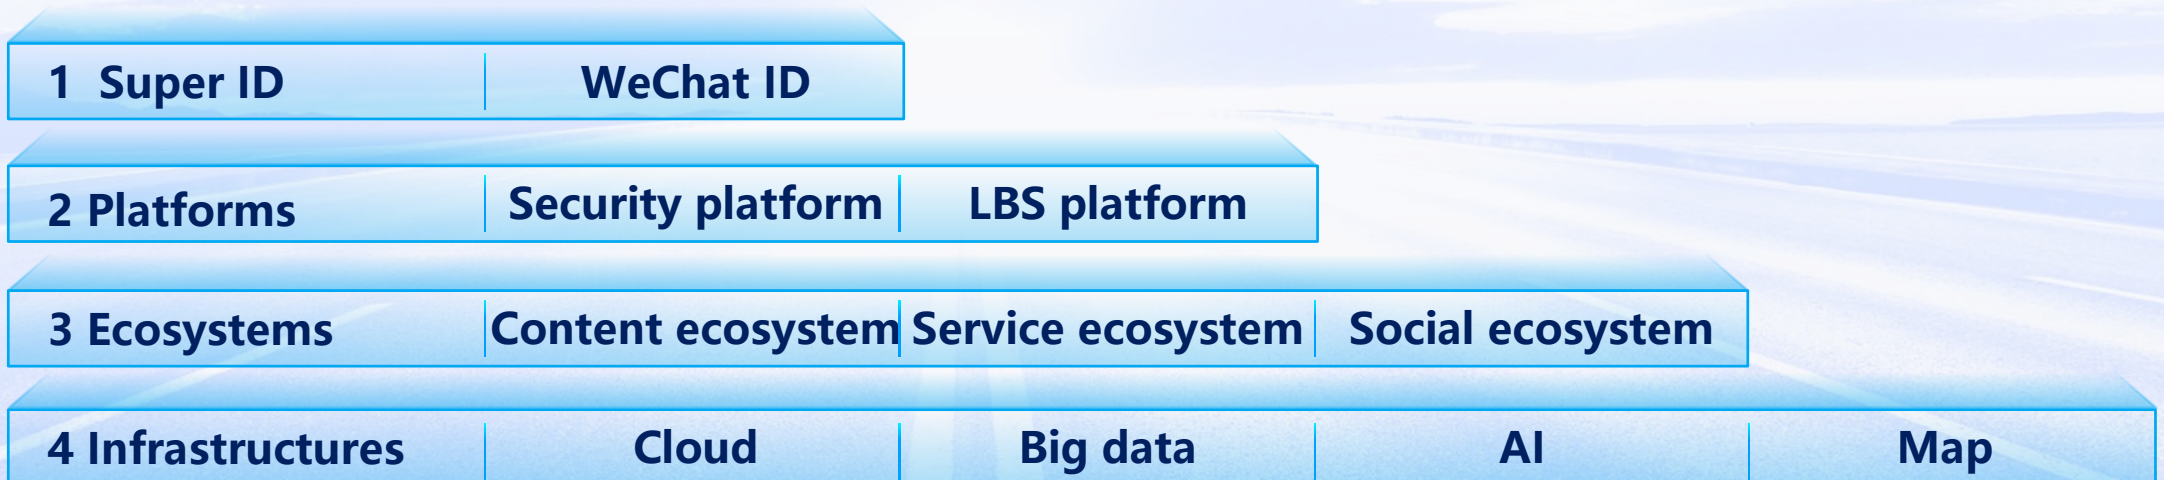 1 Super ID WeChat ID
2 Platforms Security platform LBS platform
3 Ecosystems Content ecosystem Service ecosystem Social ecosystem
4 Infrastructures Cloud Big data AI Map